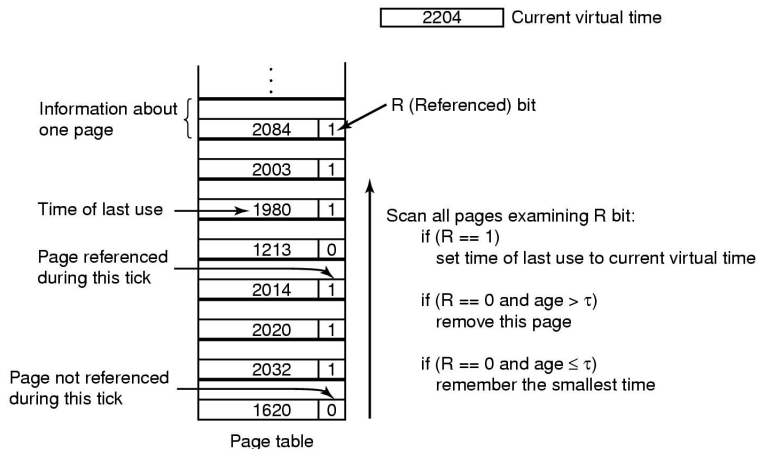 2204 Current virtual time
Information about
one page
R (Referenced) bit
2084 1
2003 1
Time of last use
1980 1
Scan all pages examining R bit:
if (R == 1)
set time of last use to current virtual time
if (R == 0 and age > τ)
remove this page
if (R == 0 and age ≤ τ)
remember the smallest time
1213 0
Page referenced
during this tick
2014 1
2020 1
2032 1
Page not referenced
during this tick
1620 0
Page table